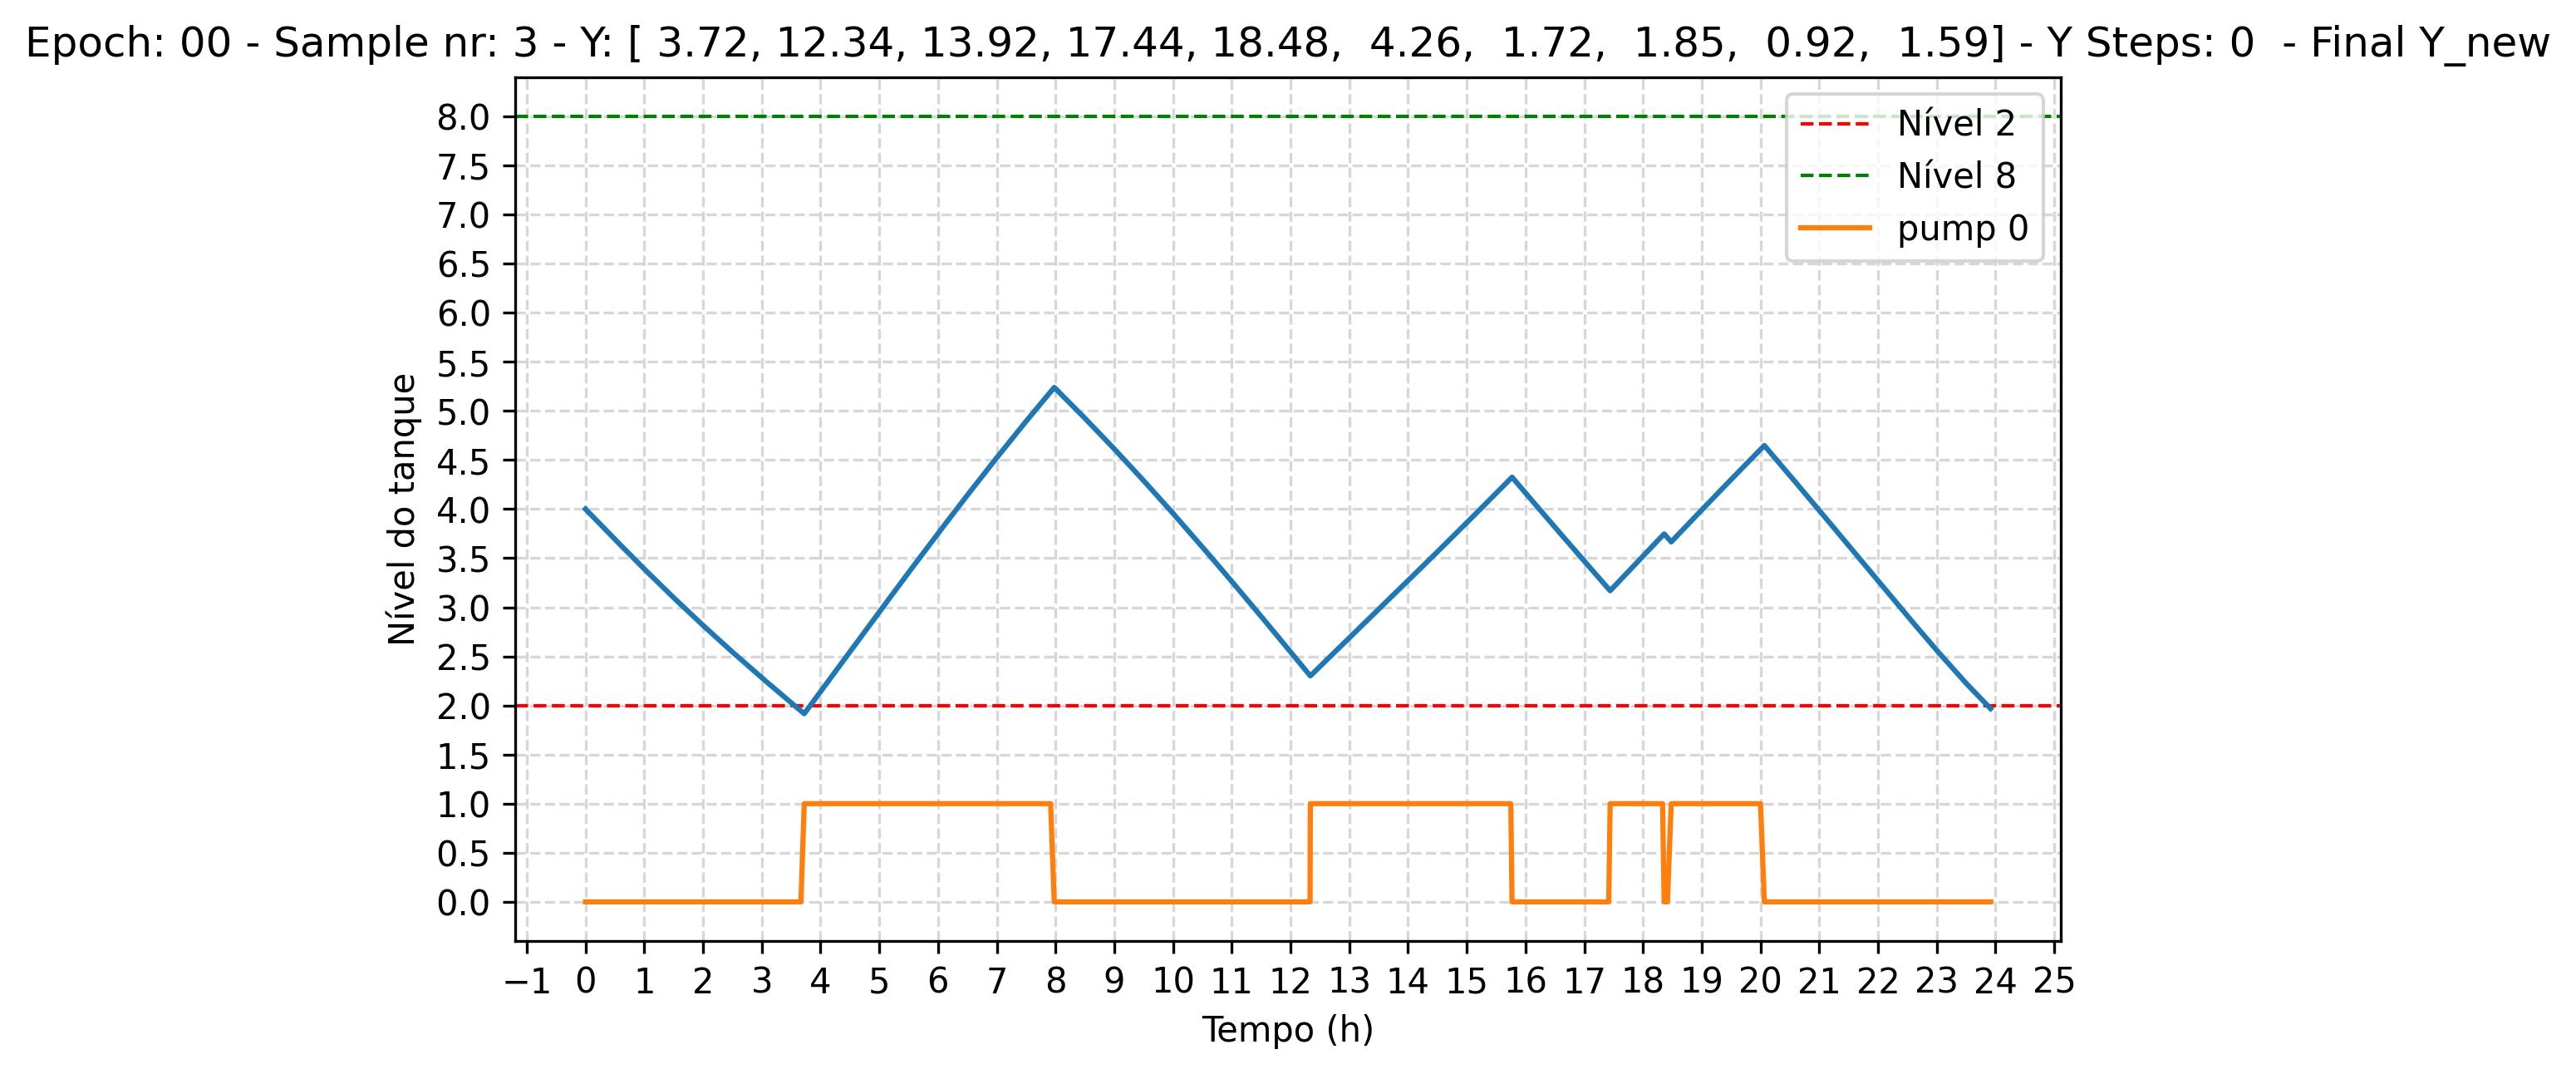 Epoch: 00 - Sample nr: 3 - Y: [ 3.72, 12.34, 13.92, 17.44, 18.48,  4.26,  1.72,  1.85,  0.92,  1.59] - Y Steps: 0  - Final Y_new
Nível 2
Nível 8
pump 0
8.0
7.5
7.0
6.5
6.0
5.5
5.0
4.5
4.0
3.5
3.0
2.5
2.0
1.5
1.0
0.5
0.0
Nível do tanque
−1 0 1 2 3 4 5 6 7 8 9 10 11 12 13 14 15 16 17 18 19 20 21 22 23 24 25
Tempo (h)